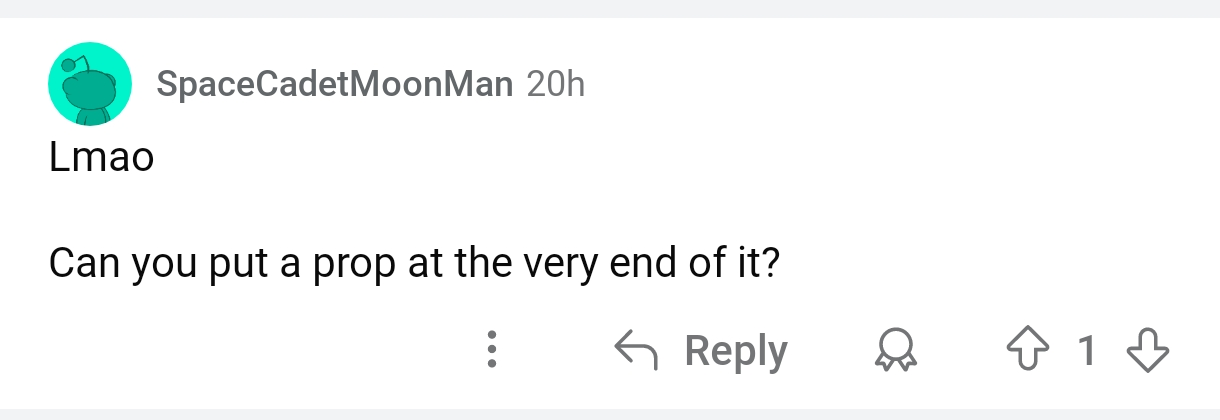 SpaceCadetMoonMan 20h
Lmao
Can you put a prop at the very end of it?
Reply 1